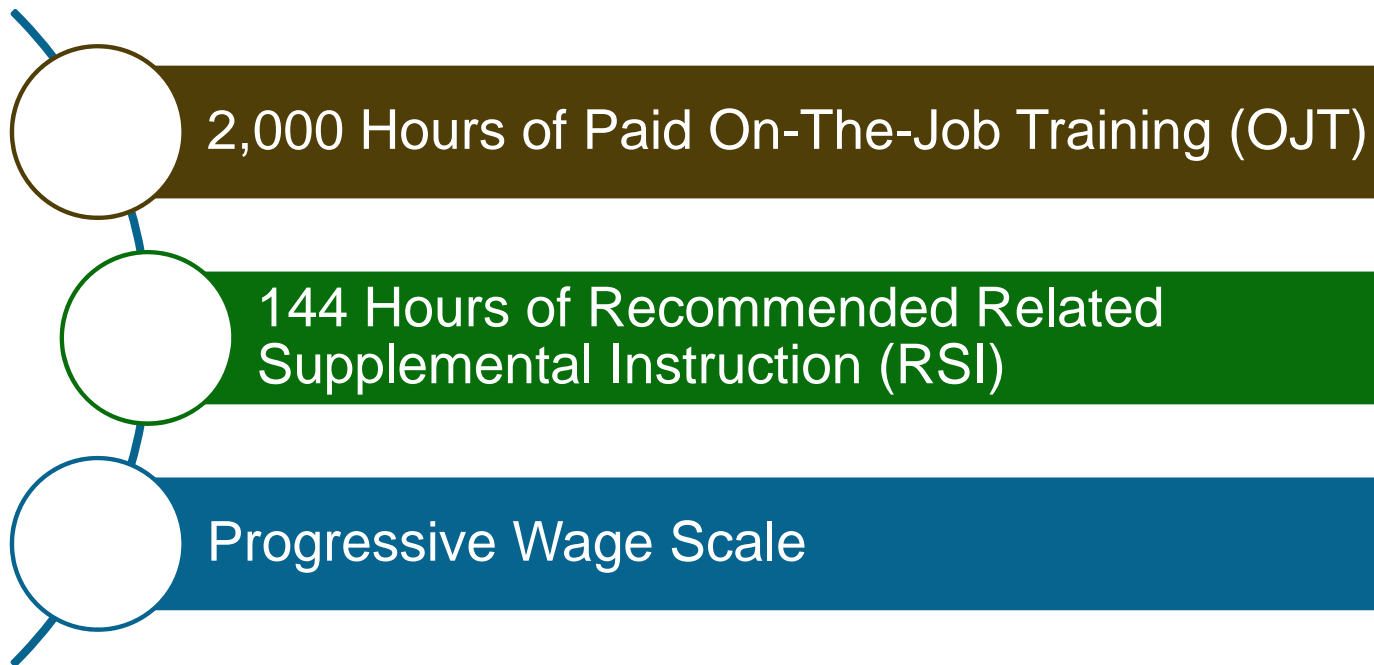 2,000 Hours of Paid On-The-Job Training (OJT)
144 Hours of Recommended Related
Supplemental Instruction (RSI)
Progressive Wage Scale